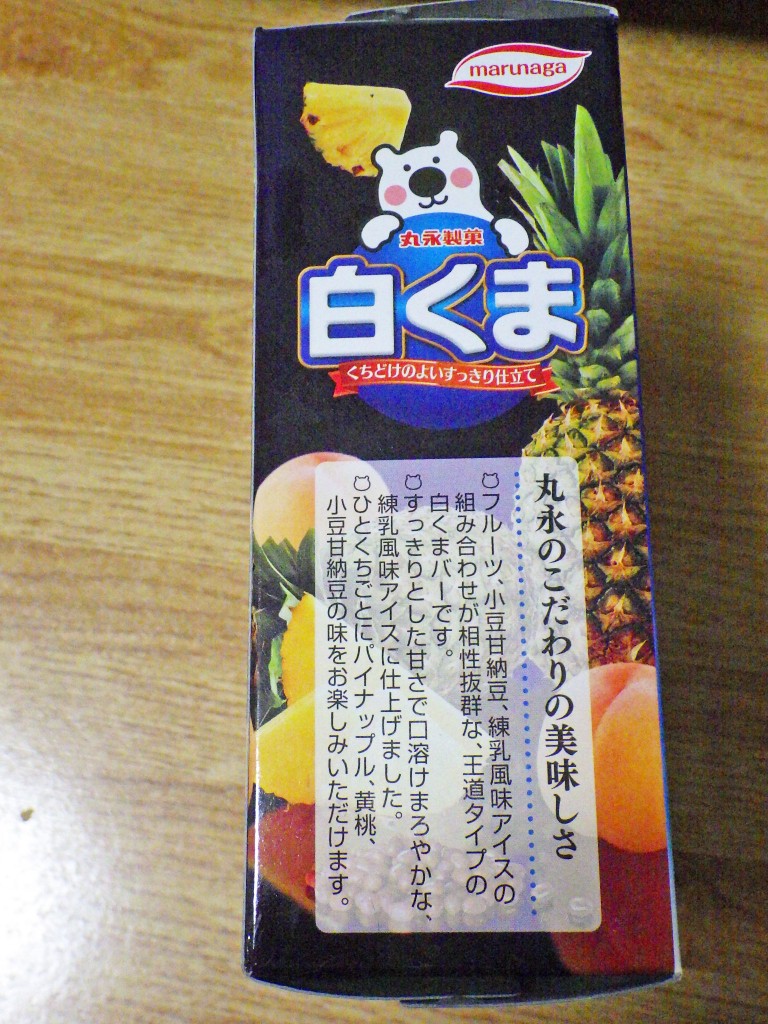 marunaga
丸永製菓
白くま
くちどけのよいすっきり仕立て
丸永のこだわりの美味しさ
フルーツ、小豆甘納豆、練乳風味アイスの
組み合わせが相性抜群な、王道タイプの
白くまバーです。
すっきりとした甘さで口溶けまろやかな、
練乳風味アイスに仕上げました。
ひとくちごとにパイナップル、黄桃、
小豆甘納豆の味をお楽しみいただけます。